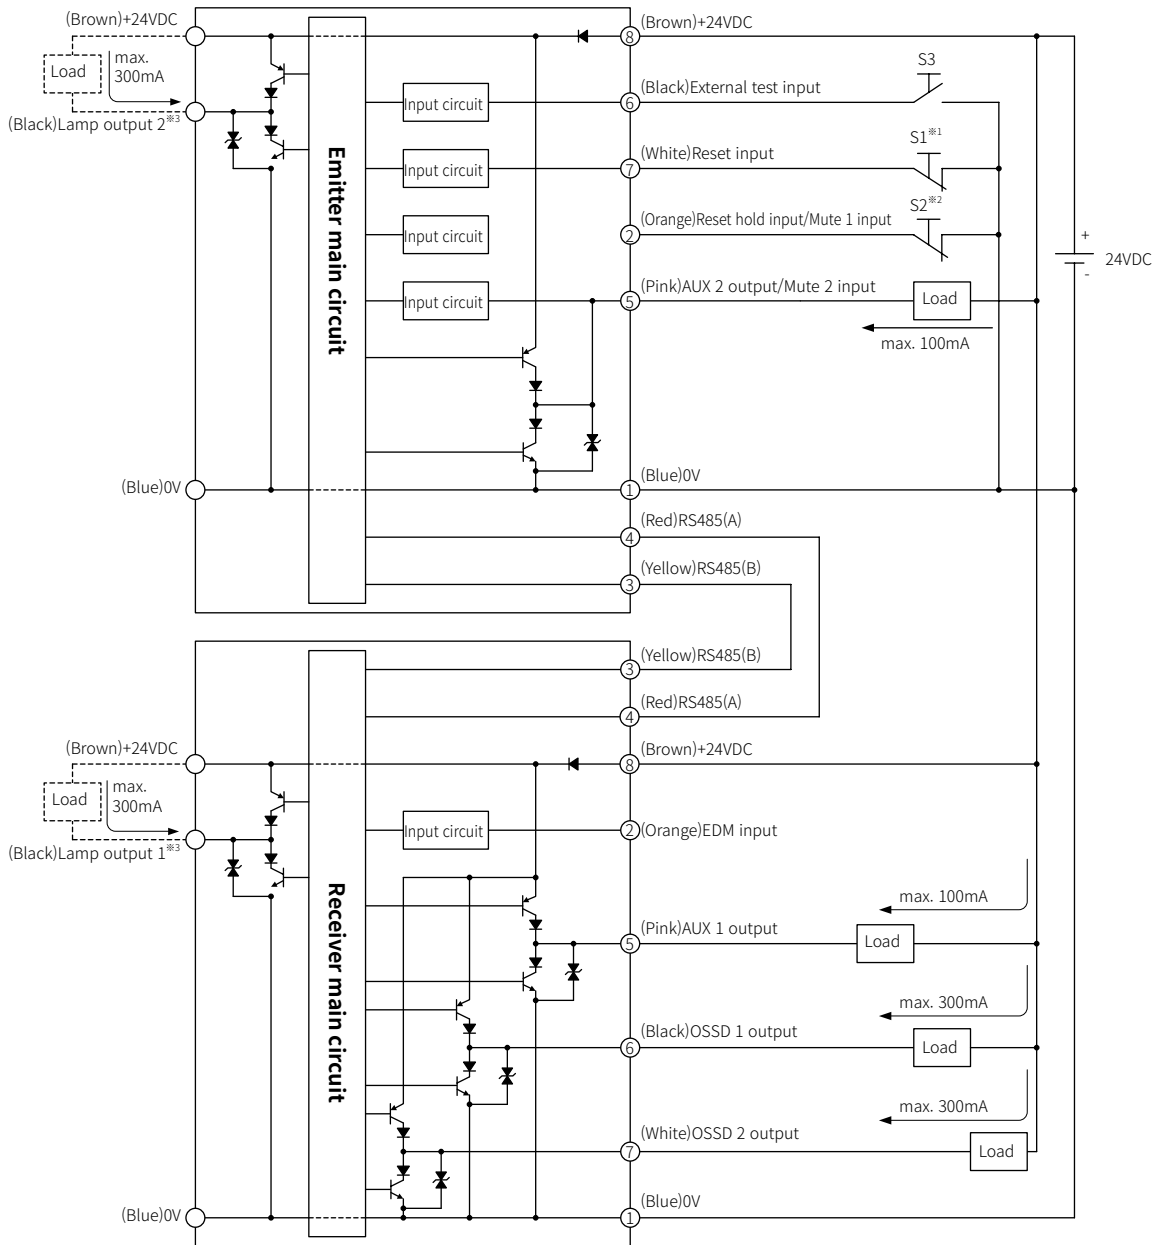 (Brown)+24VDC
Load
max.
300mA
(Black)Lamp output 2※3
(Blue)0V
Emitter main circuit
Input circuit
Input circuit
Input circuit
Input circuit
8
(Brown)+24VDC
6
(Black)External test input
S3
7
(White)Reset input
S1※1
2
(Orange)Reset hold input/Mute 1 input
S2※2
5
(Pink)AUX 2 output/Mute 2 input
Load
max. 100mA
+
24VDC
-
1
(Blue)0V
4
(Red)RS485(A)
3
(Yellow)RS485(B)
3
(Yellow)RS485(B)
4
(Red)RS485(A)
(Brown)+24VDC
Load
max.
300mA
(Black)Lamp output 1※3
(Blue)0V
Receiver main circuit
8
(Brown)+24VDC
Input circuit
2
(Orange)EDM input
max. 100mA
5
(Pink)AUX 1 output
Load
max. 300mA
6
(Black)OSSD 1 output
Load
max. 300mA
7
(White)OSSD 2 output
Load
1
(Blue)0V